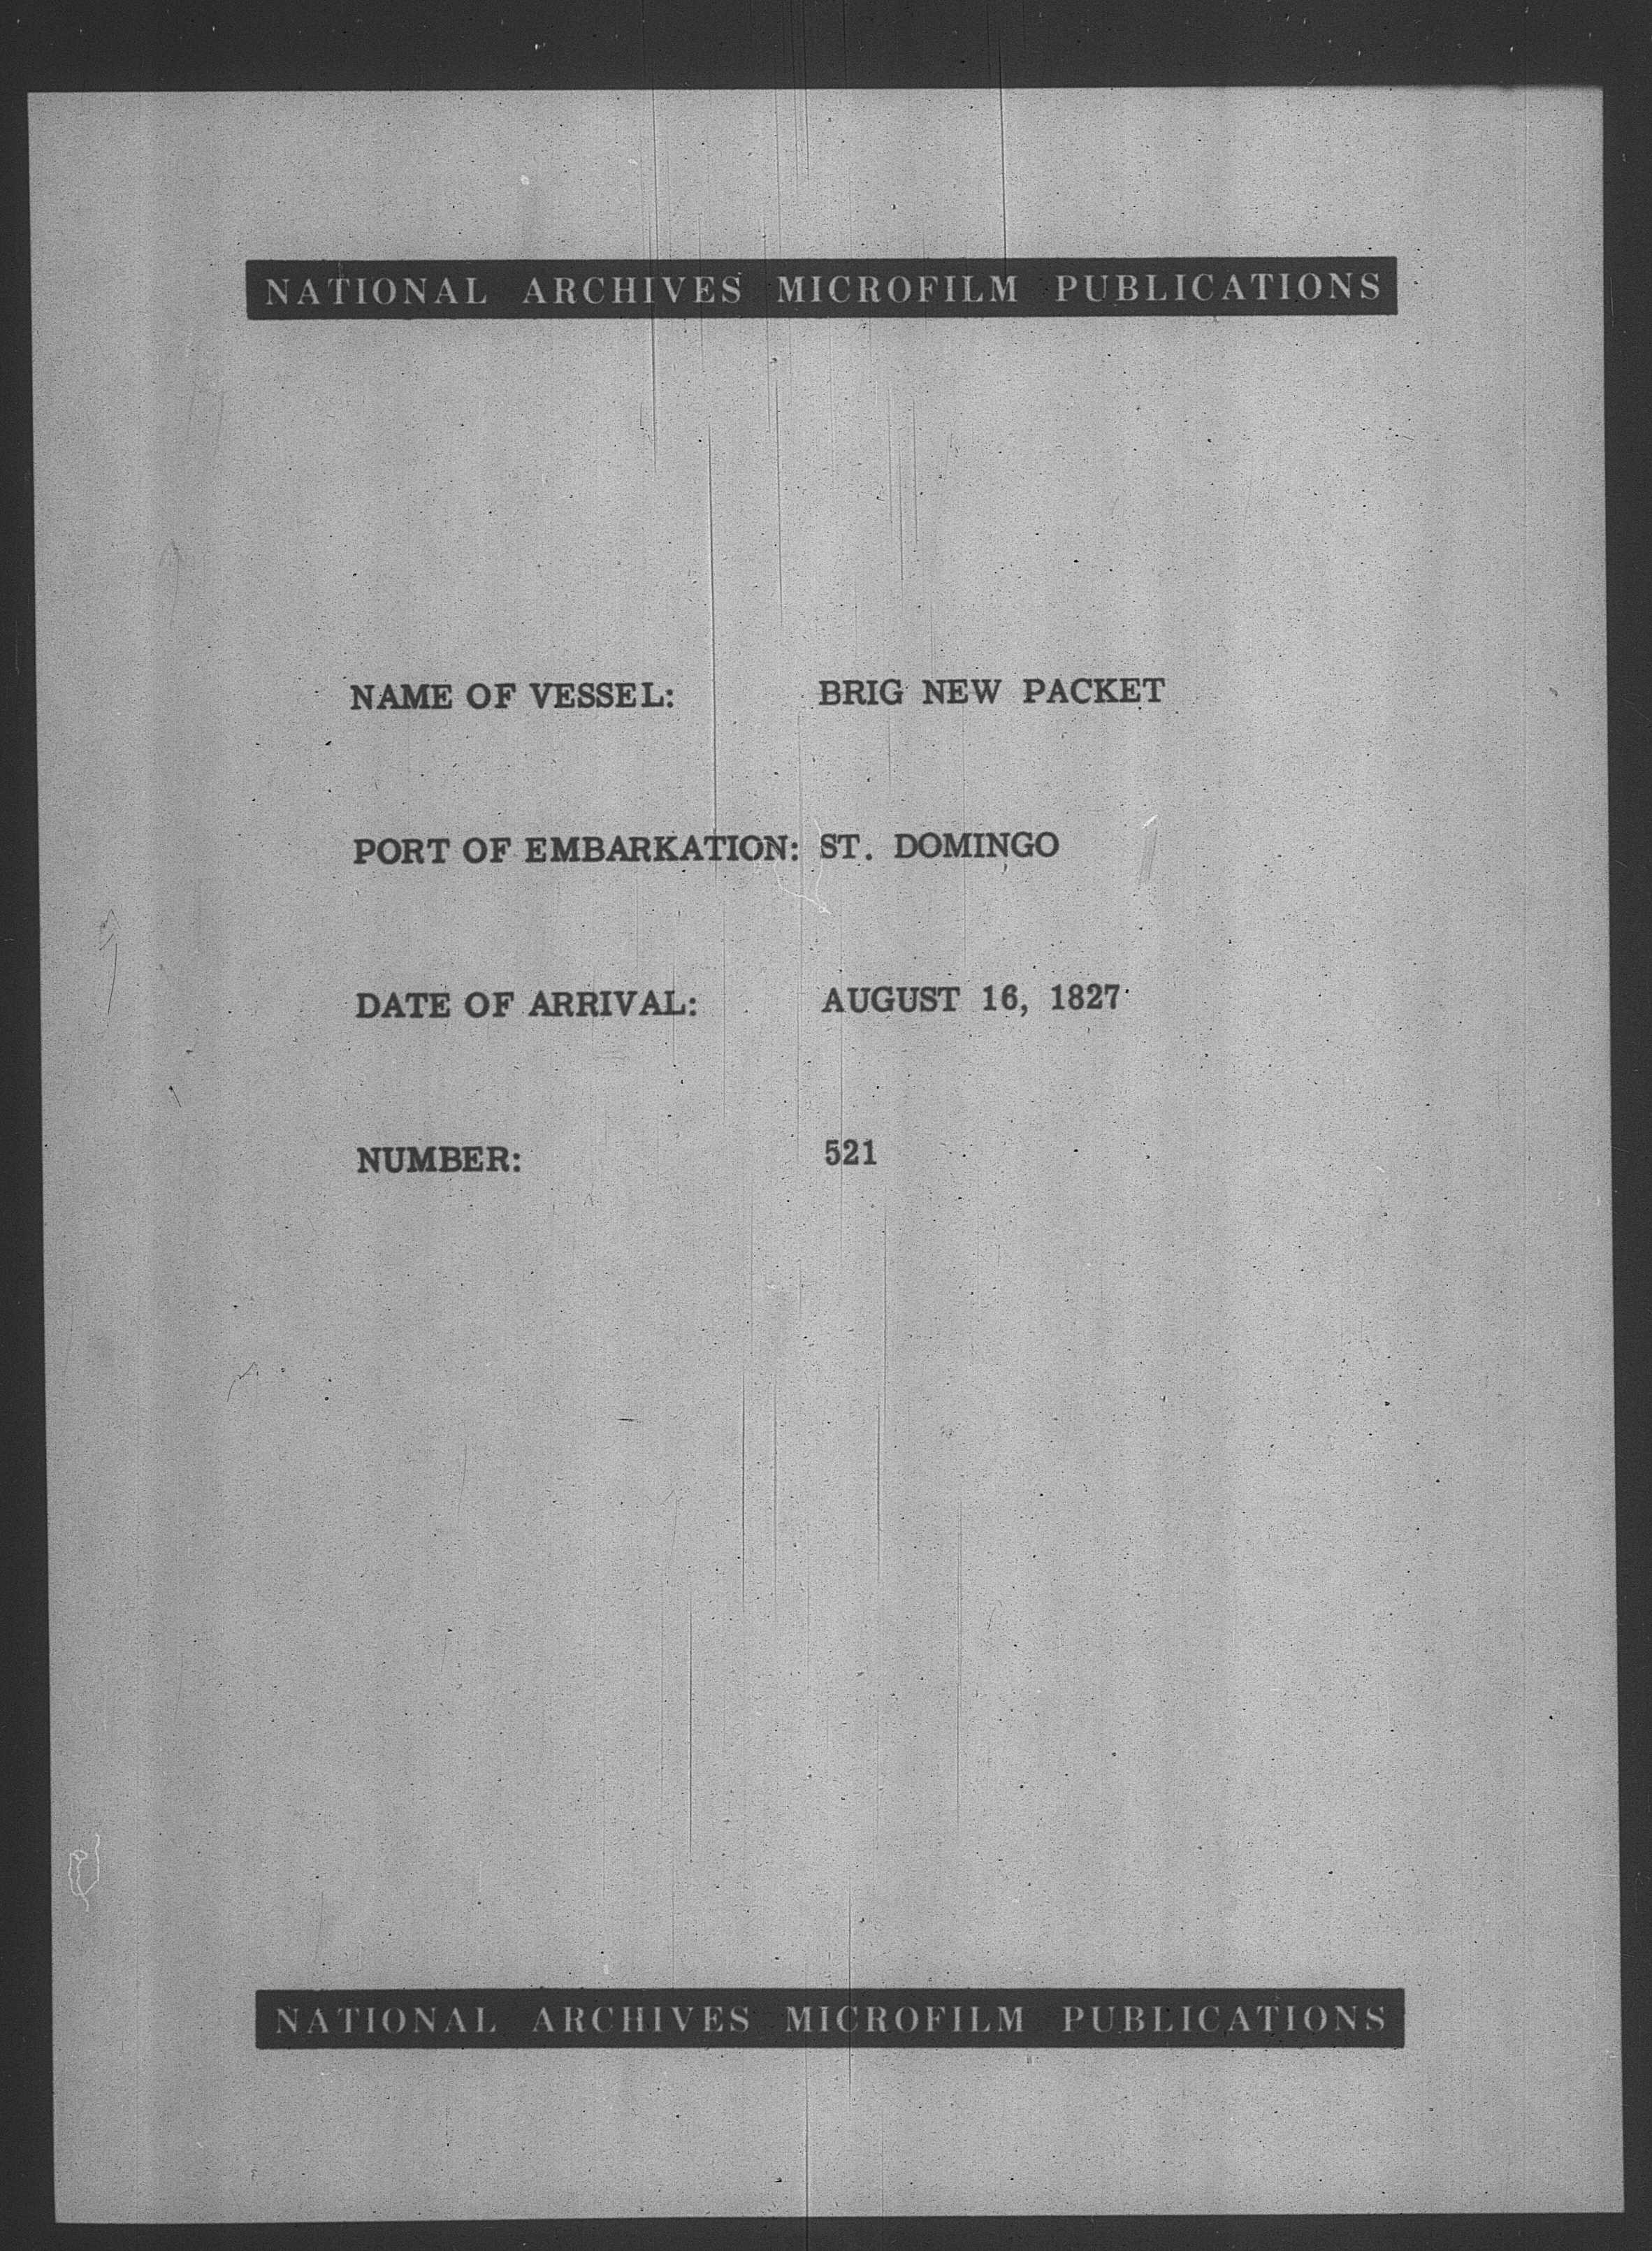 NATIONAL ARCHIVES MICROFILM PUBLICATIONS
NAME OF VESSEL: BRIG NEW PACKET
PORT OF EMBARKATION: ST. DOMINGO
DATE OF ARRIVAL: AUGUST 16, 1827
NUMBER: 521
NATIONAL ARCHIVES MICROFILM PUBLICATIONS